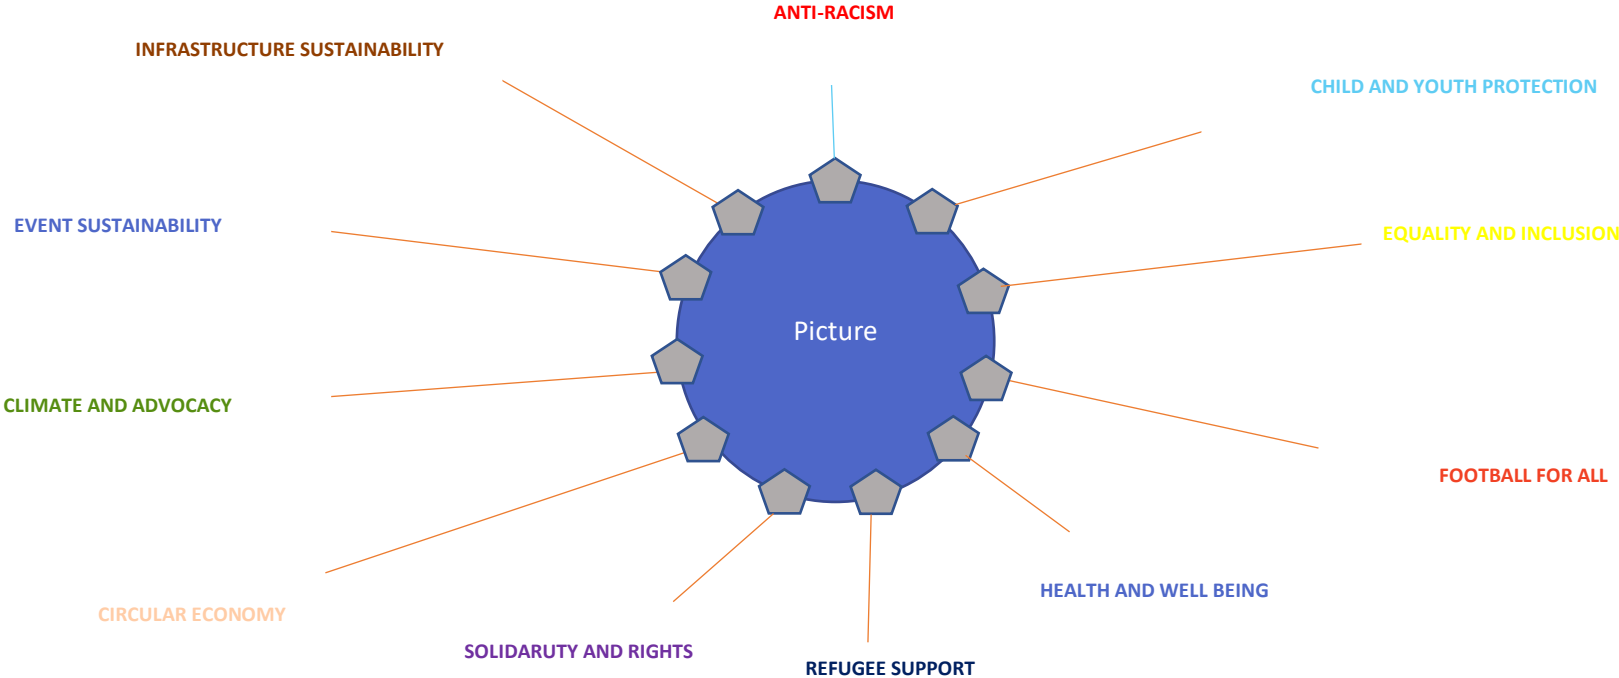 ANTI-RACISM
INFRASTRUCTURE SUSTAINABILITY
CHILD AND YOUTH PROTECTION
EVENT SUSTAINABILITY
EQUALITY AND INCLUSION
Picture
CLIMATE AND ADVOCACY
FOOTBALL FOR ALL
HEALTH AND WELL BEING
CIRCULAR ECONOMY
SOLIDARUTY AND RIGHTS
REFUGEE SUPPORT